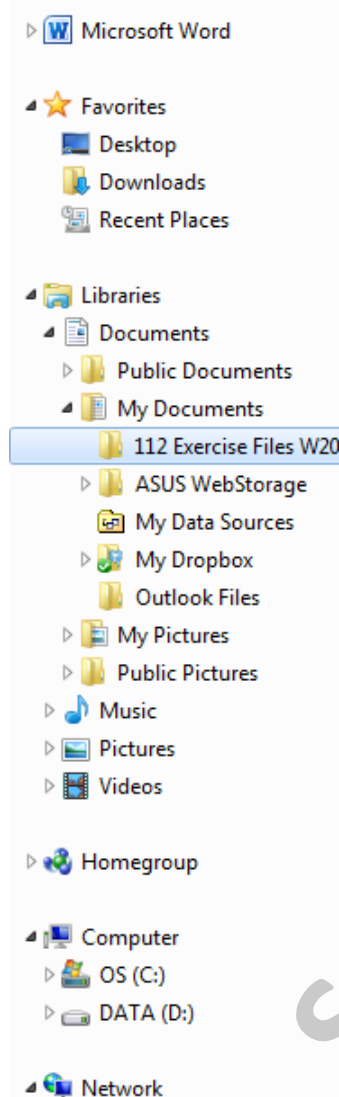 Microsoft Word
Favorites
Desktop
Downloads
Recent Places
Libraries
Documents
Public Documents
My Documents
112 Exercise Files W20
ASUS WebStorage
My Data Sources
My Dropbox
Outlook Files
My Pictures
Public Pictures
Music
Pictures
Videos
Homegroup
Computer
OS (C:)
DATA (D:)
Network